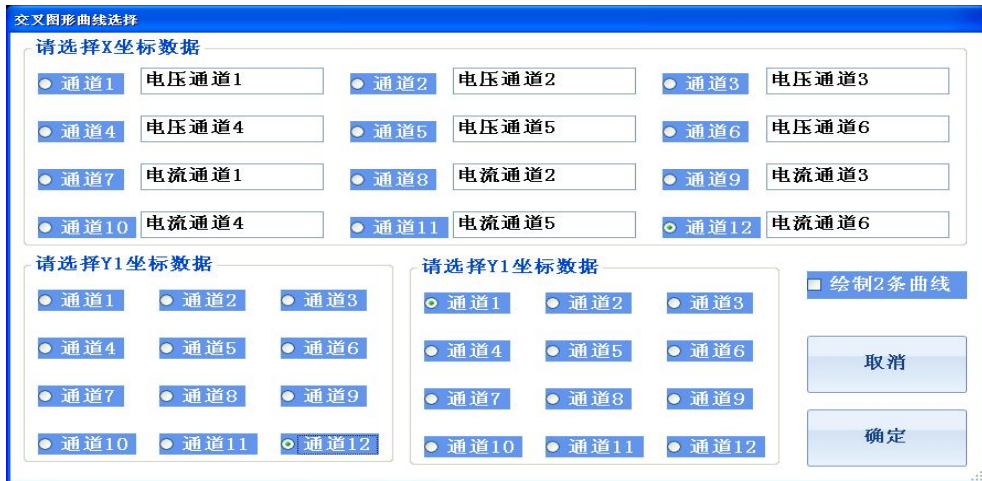 交叉图形曲线选择
请选择X坐标数据
通道1 电压通道1 通道2 电压通道2 通道3 电压通道3
通道4 电压通道4 通道5 电压通道5 通道6 电压通道6
通道7 电流通道1 通道8 电流通道2 通道9 电流通道3
通道10 电流通道4 通道11 电流通道5 通道12 电流通道6
请选择Y1坐标数据
通道1 通道2 通道3
通道4 通道5 通道6
通道7 通道8 通道9
通道10 通道11 通道12
请选择Y1坐标数据
通道1 通道2 通道3
通道4 通道5 通道6
通道7 通道8 通道9
通道10 通道11 通道12
绘制2条曲线
取消
确定